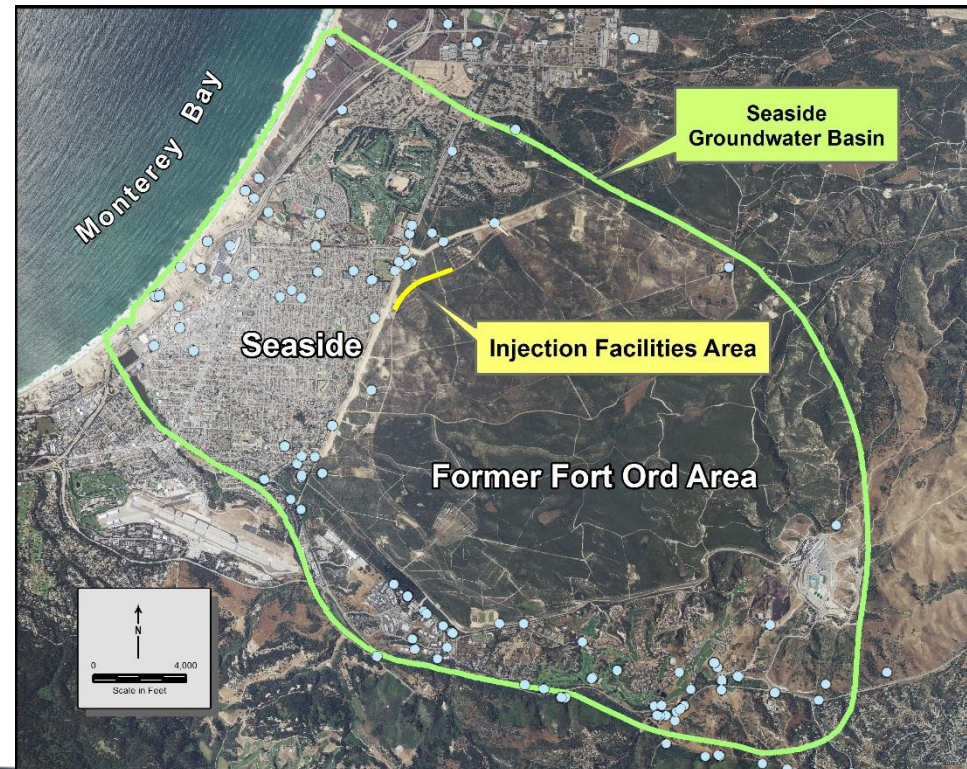 Monterey Bay
Seaside
Groundwater Basin
Seaside
Injection Facilities Area
Former Fort Ord Area
N
0 4,000
Scale in Feet